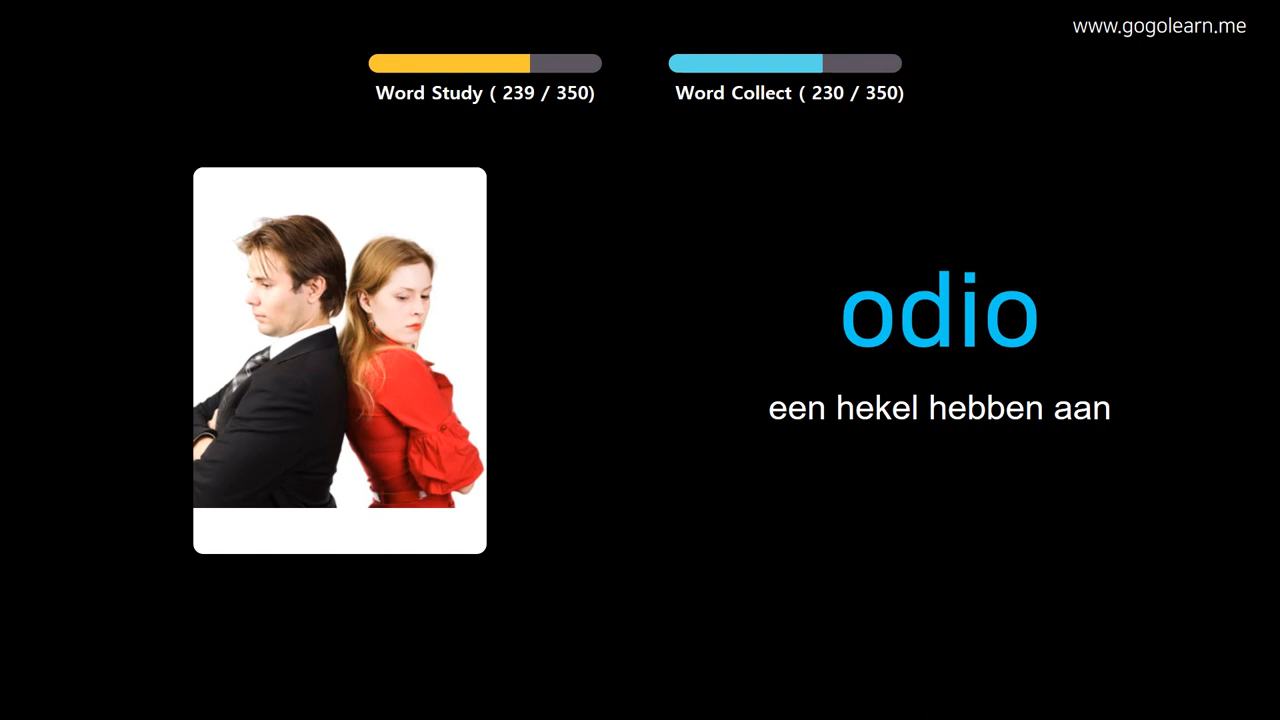 www.gogolearn.me
Word Study ( 239 / 350)
Word Collect ( 230 / 350)
odio
een hekel hebben aan